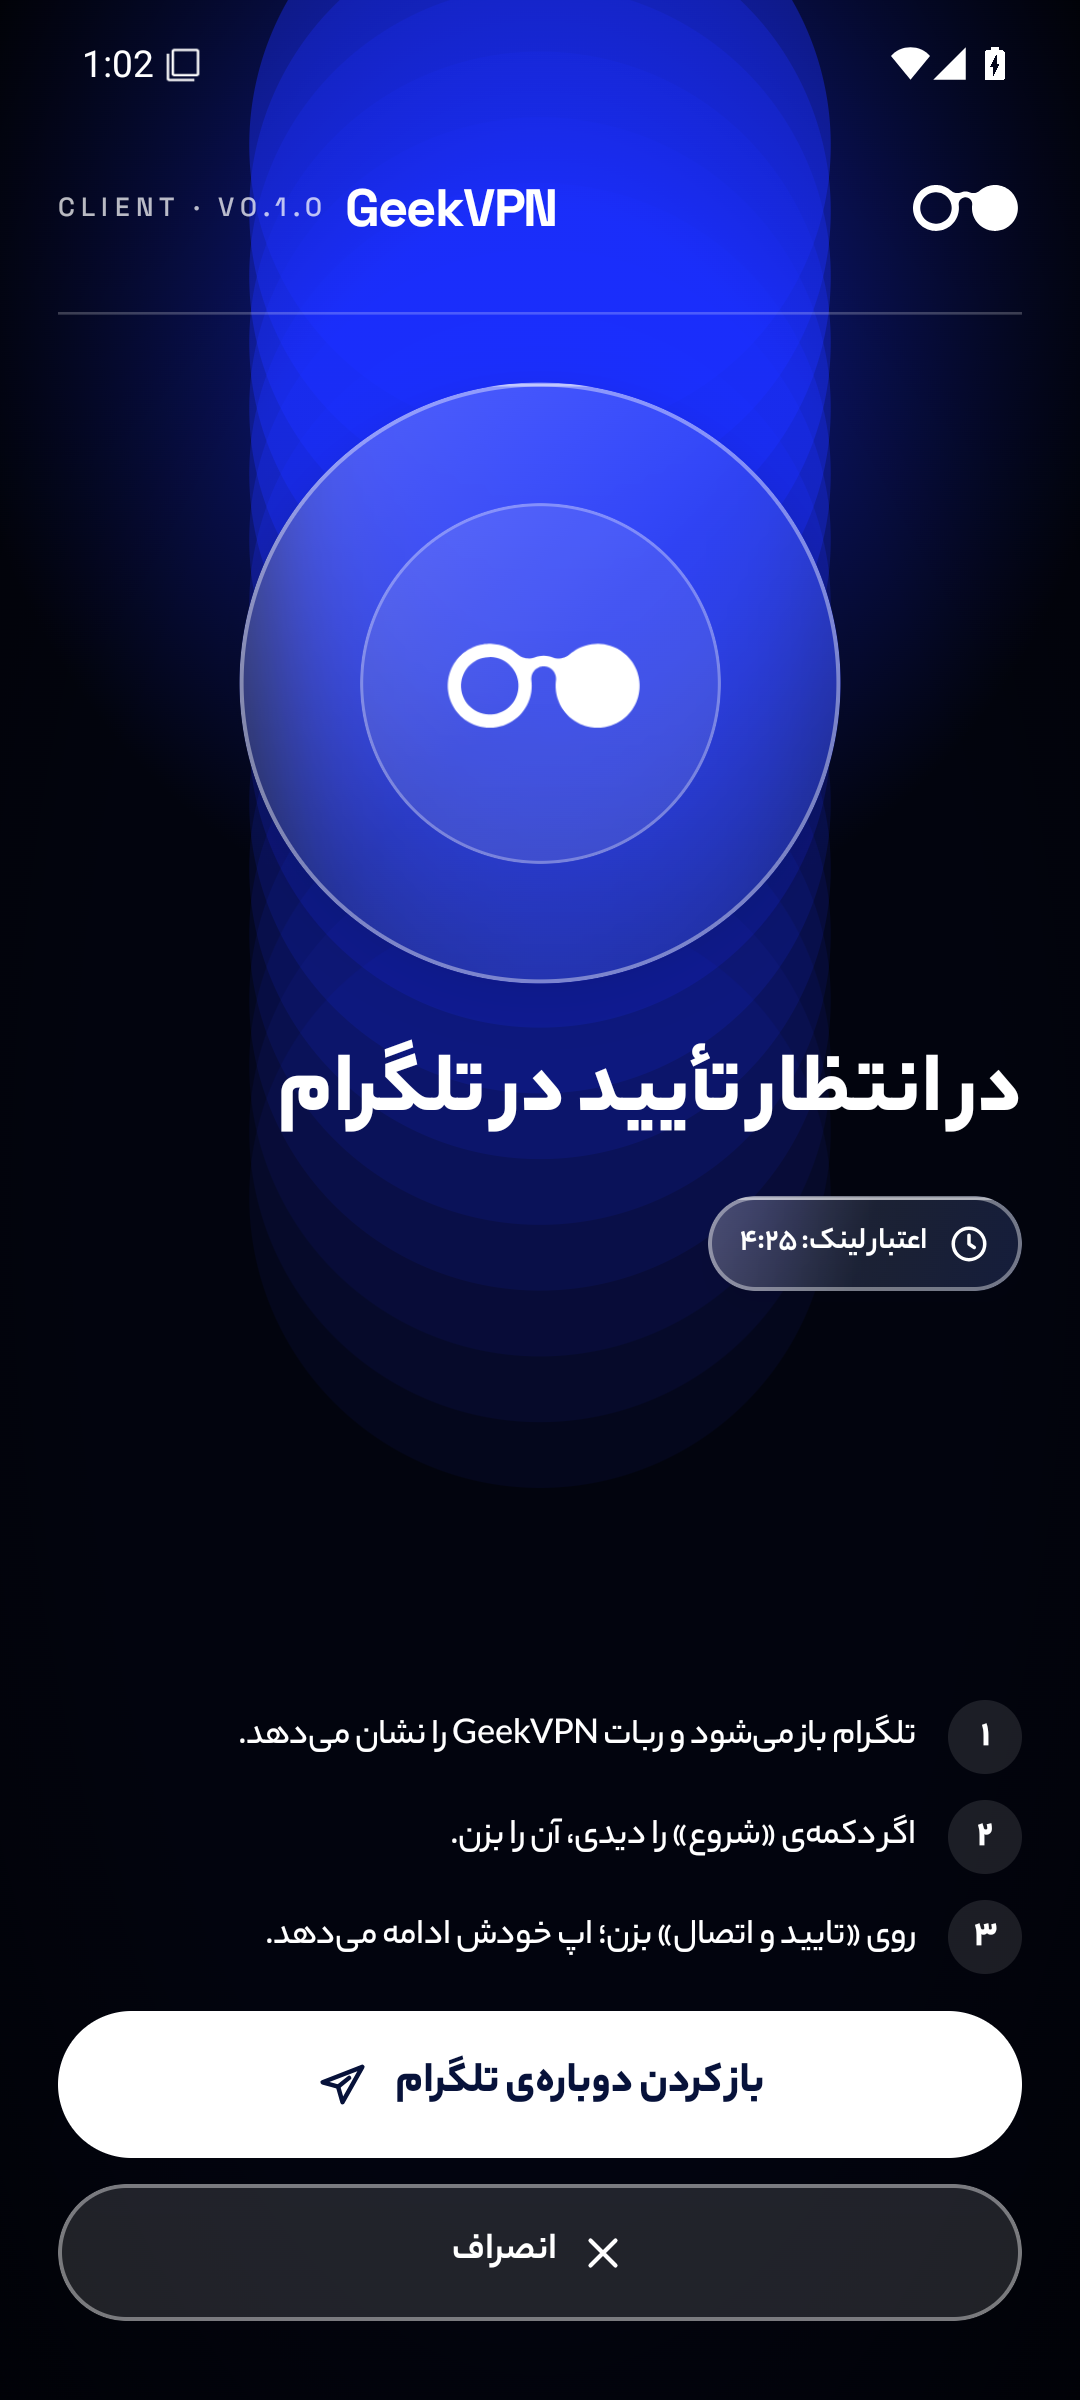 1:02
CLIENT · V0.1.0 GeekVPN
در انتظار تأیید در تلگرام
اعتبار لینک: ۴:۲۵
۱ تلگرام باز می‌شود و ربات GeekVPN را نشان می‌دهد.
۲ اگر دکمه‌ی «شروع» را دیدی، آن را بزن.
۳ روی «تایید و اتصال» بزن؛ اپ خودش ادامه می‌دهد.
باز کردن دوباره‌ی تلگرام
انصراف